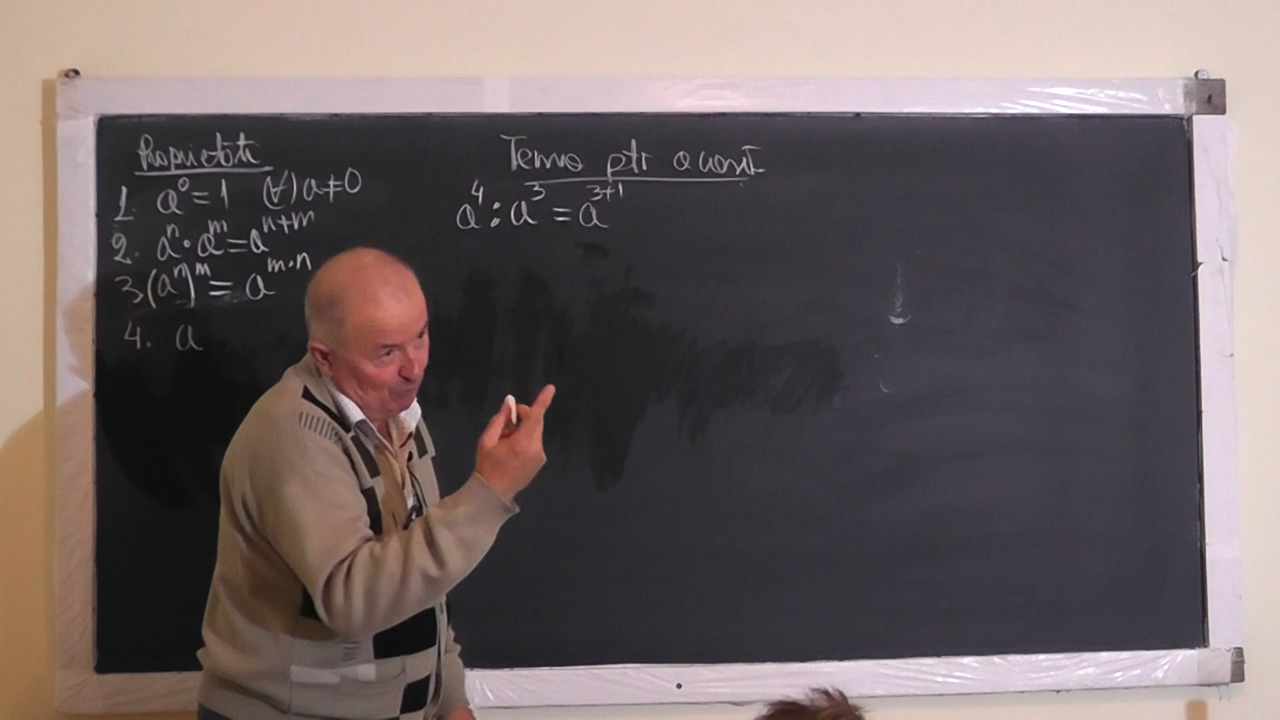 Proprietăți
1. a⁰ = 1 (∀) a ≠ 0
2. aⁿ · aᵐ = aⁿ⁺ᵐ
3. (aⁿ)ᵐ = aᵐ·ⁿ
4. a
Tema ptr acasă
a⁴ : a³ = a³⁺¹